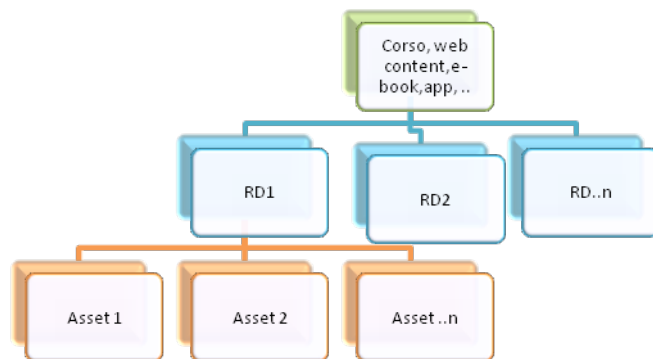 Corso, web
content,e-
book,app,..
RD1
RD2
RD..n
Asset 1
Asset 2
Asset ..n